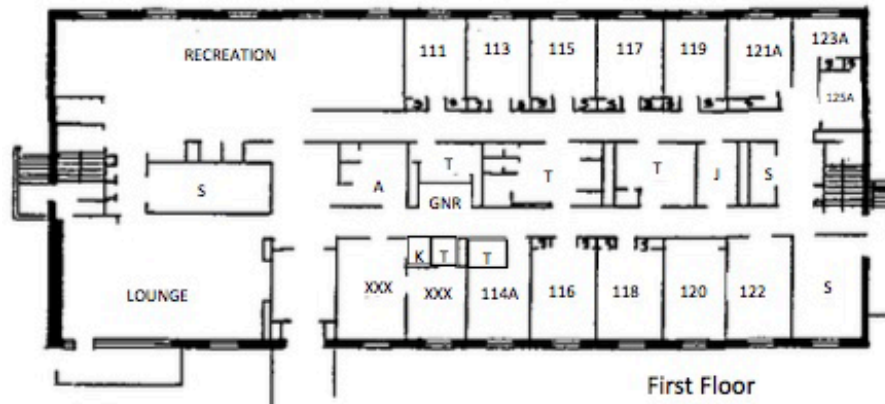 RECREATION
111
113
115
117
119
121A
123A
125A
S
A
T
GNR
T
T
J
S
LOUNGE
XXX
K
T
XXX
T
114A
116
118
120
122
S
First Floor